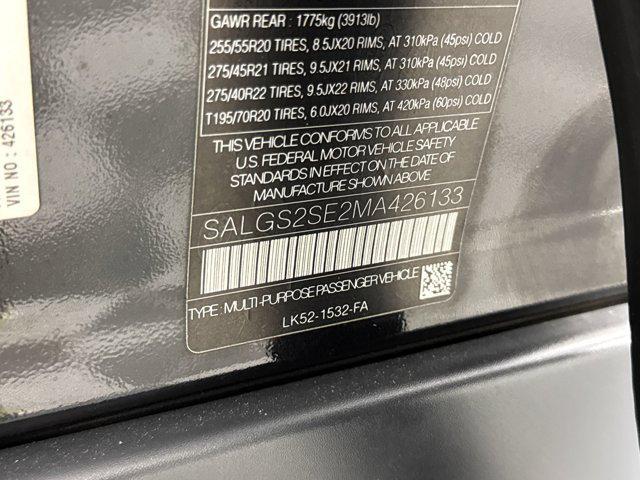 GAWR REAR : 1775kg (3913lb)
255/55R20 TIRES, 8.5JX20 RIMS, AT 310kPa (45psi) COLD
275/45R21 TIRES, 9.5JX21 RIMS, AT 310kPa (45psi) COLD
275/40R22 TIRES, 9.5JX22 RIMS, AT 330kPa (48psi) COLD
T195/70R20 TIRES, 6.0JX20 RIMS, AT 420kPa (60psi) COLD
THIS VEHICLE CONFORMS TO ALL APPLICABLE
U.S. FEDERAL MOTOR VEHICLE SAFETY
STANDARDS IN EFFECT ON THE DATE OF
MANUFACTURE SHOWN ABOVE
SALGS2SE2MA426133
TYPE : MULTI-PURPOSE PASSENGER VEHICLE
LK52-1532-FA
VIN NO : 426133